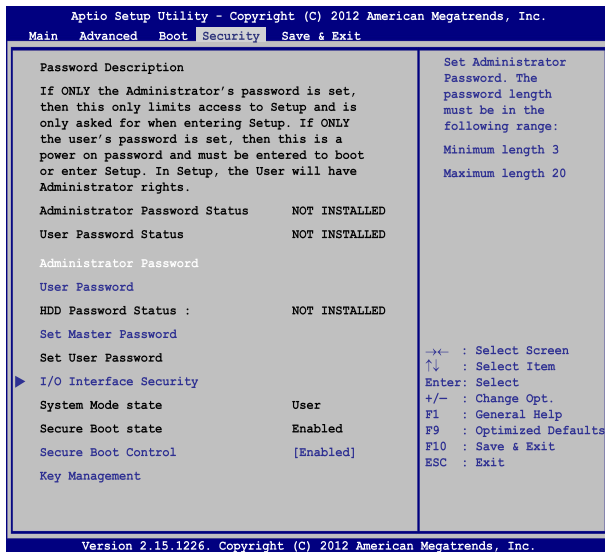 Aptio Setup Utility - Copyright (C) 2012 American Megatrends, Inc.
Main Advanced Boot Security Save & Exit
Password Description
If ONLY the Administrator's password is set,
then this only limits access to Setup and is
only asked for when entering Setup. If ONLY
the user's password is set, then this is a
power on password and must be entered to boot
or enter Setup. In Setup, the User will have
Administrator rights.
Administrator Password Status NOT INSTALLED
User Password Status NOT INSTALLED
Administrator Password
User Password
HDD Password Status : NOT INSTALLED
Set Master Password
Set User Password
I/O Interface Security
System Mode state User
Secure Boot state Enabled
Secure Boot Control [Enabled]
Key Management
Set Administrator
Password. The
password length
must be in the
following range:
Minimum length 3
Maximum length 20
→← : Select Screen
↑↓ : Select Item
Enter: Select
+/— : Change Opt.
F1 : General Help
F9 : Optimized Defaults
F10 : Save & Exit
ESC : Exit
Version 2.15.1226. Copyright (C) 2012 American Megatrends, Inc.